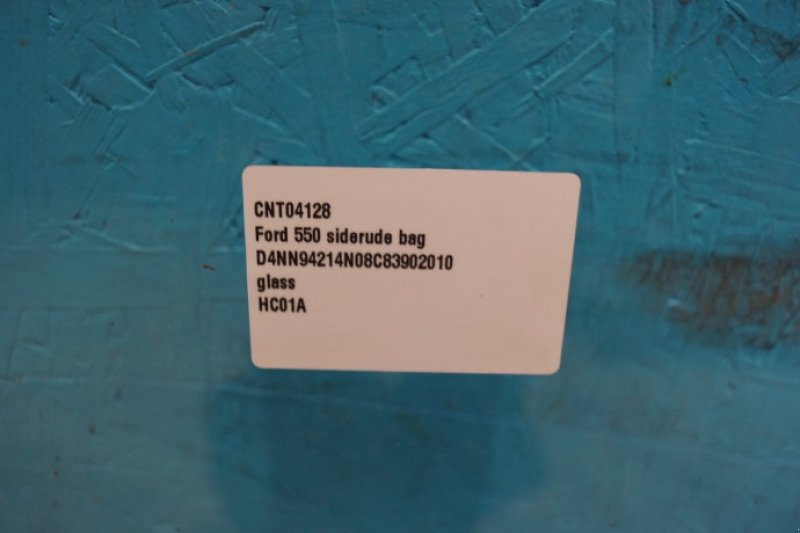 CNT04128
Ford 550 siderude bag
D4NN94214N08C83902010
glass
HC01A